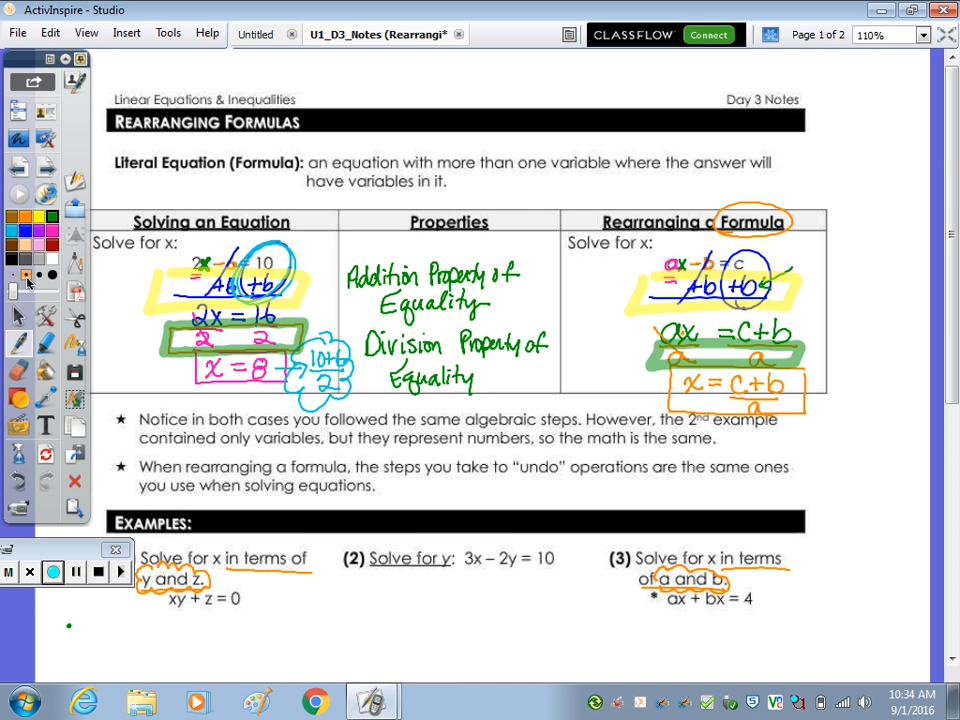 ActivInspire - Studio
File Edit View Insert Tools Help Untitled U1_D3_Notes (Rearrangi* CLASSFLOW Connect Page 1 of 2 110%
Linear Equations & Inequalities Day 3 Notes
REARRANGING FORMULAS
Literal Equation (Formula): an equation with more than one variable where the answer will
have variables in it.
Solving an Equation Properties Rearranging a Formula
Solve for x: Solve for x:
= 10 ax - b = c
+b +b +b +b
Addition Property of
Equality
2x = 16 ax = c+b
2 2 a a
Division Property of
Equality
x = 8 10+6
2
x = c+b
a
★ Notice in both cases you followed the same algebraic steps. However, the 2nd example
contained only variables, but they represent numbers, so the math is the same.
★ When rearranging a formula, the steps you take to “undo” operations are the same ones
you use when solving equations.
EXAMPLES:
Solve for x in terms of (2) Solve for y: 3x – 2y = 10 (3) Solve for x in terms
y and z. of a and b.
xy + z = 0 * ax + bx = 4
M
10:34 AM
9/1/2016